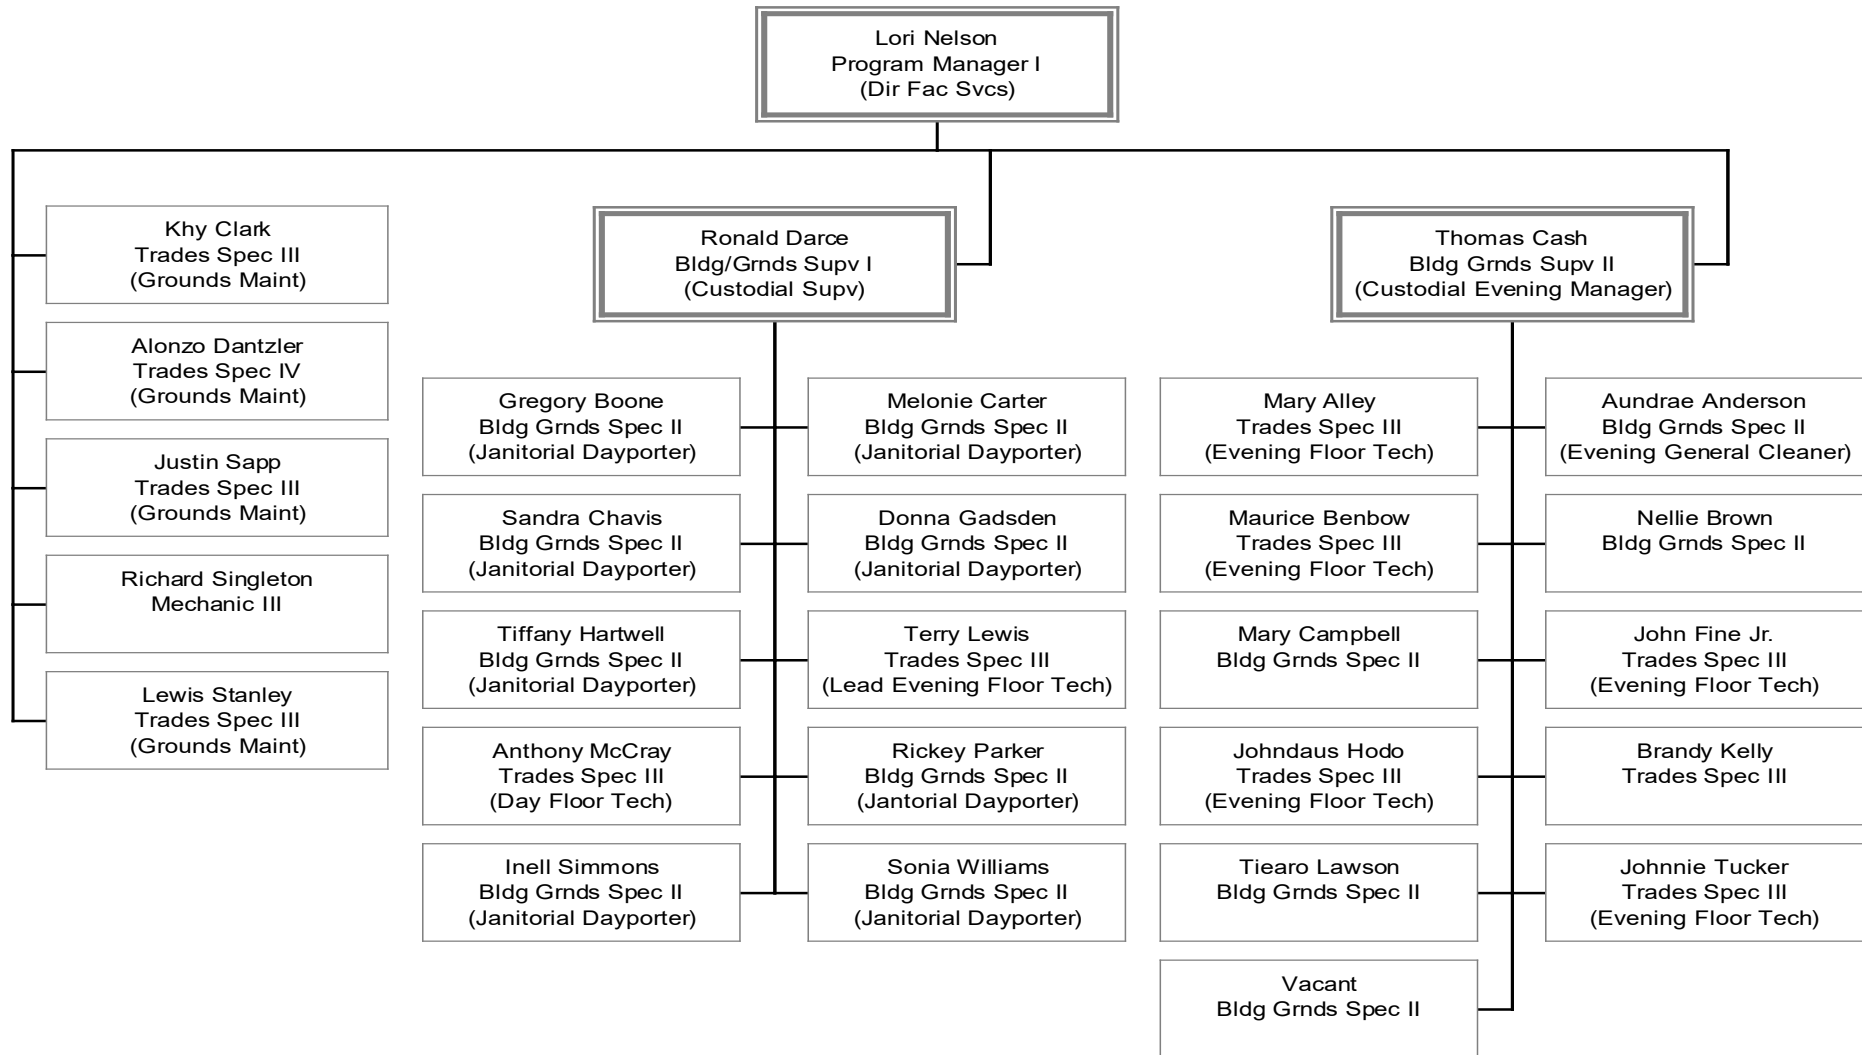 Lori Nelson
Program Manager I
(Dir Fac Svcs)
Khy Clark
Trades Spec III
(Grounds Maint)
Alonzo Dantzler
Trades Spec IV
(Grounds Maint)
Justin Sapp
Trades Spec III
(Grounds Maint)
Richard Singleton
Mechanic III
Lewis Stanley
Trades Spec III
(Grounds Maint)
Ronald Darce
Bldg/Grnds Supv I
(Custodial Supv)
Gregory Boone
Bldg Grnds Spec II
(Janitorial Dayporter)
Melonie Carter
Bldg Grnds Spec II
(Janitorial Dayporter)
Sandra Chavis
Bldg Grnds Spec II
(Janitorial Dayporter)
Donna Gadsden
Bldg Grnds Spec II
(Janitorial Dayporter)
Tiffany Hartwell
Bldg Grnds Spec II
(Janitorial Dayporter)
Terry Lewis
Trades Spec III
(Lead Evening Floor Tech)
Anthony McCray
Trades Spec III
(Day Floor Tech)
Rickey Parker
Bldg Grnds Spec II
(Jantorial Dayporter)
Inell Simmons
Bldg Grnds Spec II
(Janitorial Dayporter)
Sonia Williams
Bldg Grnds Spec II
(Janitorial Dayporter)
Thomas Cash
Bldg Grnds Supv II
(Custodial Evening Manager)
Mary Alley
Trades Spec III
(Evening Floor Tech)
Aundrae Anderson
Bldg Grnds Spec II
(Evening General Cleaner)
Maurice Benbow
Trades Spec III
(Evening Floor Tech)
Nellie Brown
Bldg Grnds Spec II
Mary Campbell
Bldg Grnds Spec II
John Fine Jr.
Trades Spec III
(Evening Floor Tech)
Johndaus Hodo
Trades Spec III
(Evening Floor Tech)
Brandy Kelly
Trades Spec III
Tiearo Lawson
Bldg Grnds Spec II
Johnnie Tucker
Trades Spec III
(Evening Floor Tech)
Vacant
Bldg Grnds Spec II